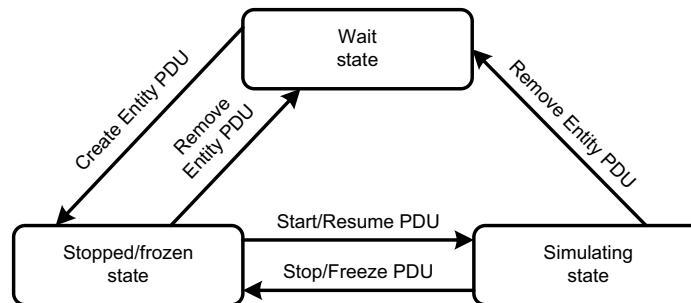 Wait
state
Create Entity PDU
Remove
Entity PDU
Remove Entity PDU
Stopped/frozen
state
Start/Resume PDU
Stop/Freeze PDU
Simulating
state